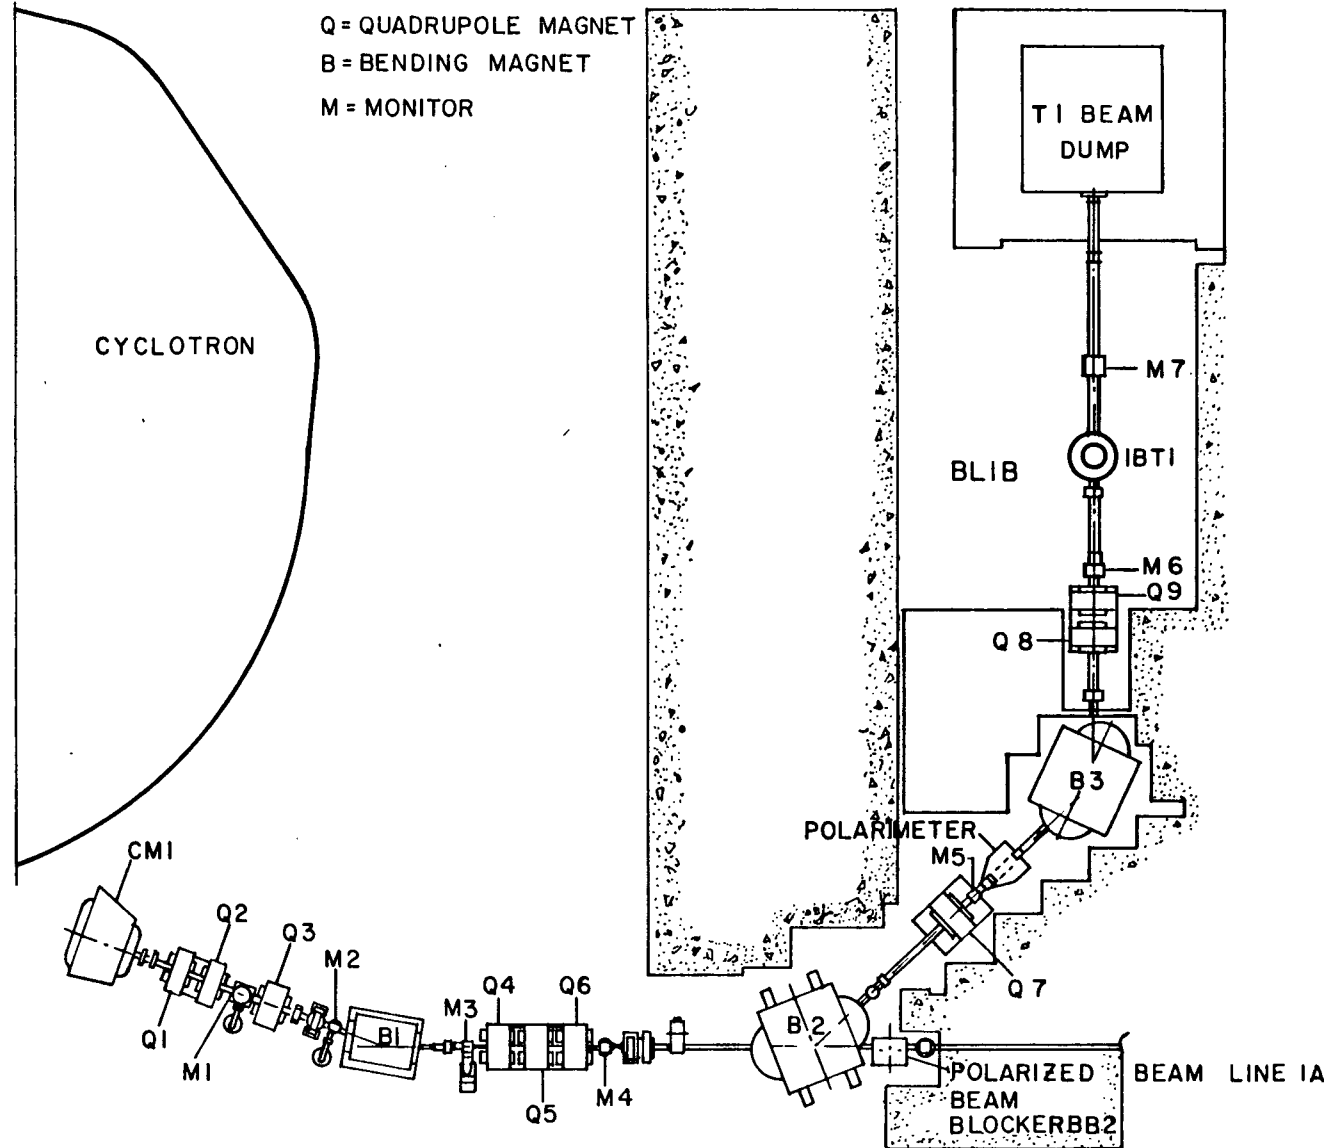 Q = QUADRUPOLE MAGNET
B = BENDING MAGNET
M = MONITOR
T1 BEAM
DUMP
CYCLOTRON
M7
1BT1
BL1B
M6
Q9
Q8
B3
POLARIMETER
M5
CM1
Q2
Q3
M2
Q7
M3
Q4
Q6
B2
Q1
B1
M1
Q5
M4
POLARIZED
BEAM
BLOCKER BB2
BEAM LINE 1A